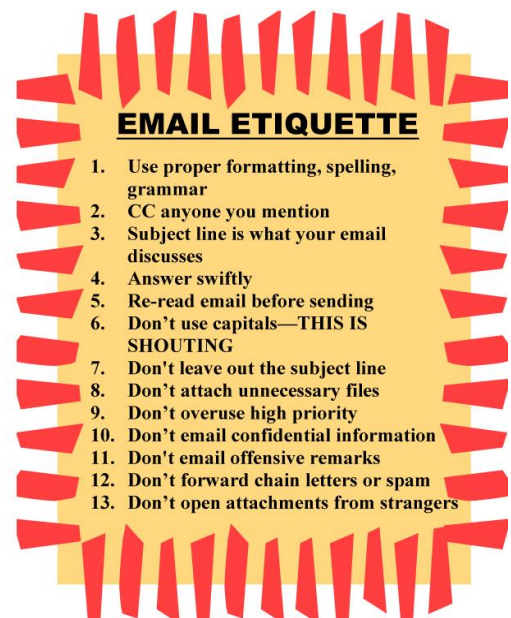 EMAIL ETIQUETTE
1. Use proper formatting, spelling,
grammar
2. CC anyone you mention
3. Subject line is what your email
discusses
4. Answer swiftly
5. Re-read email before sending
6. Don’t use capitals—THIS IS
SHOUTING
7. Don't leave out the subject line
8. Don’t attach unnecessary files
9. Don’t overuse high priority
10. Don’t email confidential information
11. Don't email offensive remarks
12. Don’t forward chain letters or spam
13. Don’t open attachments from strangers